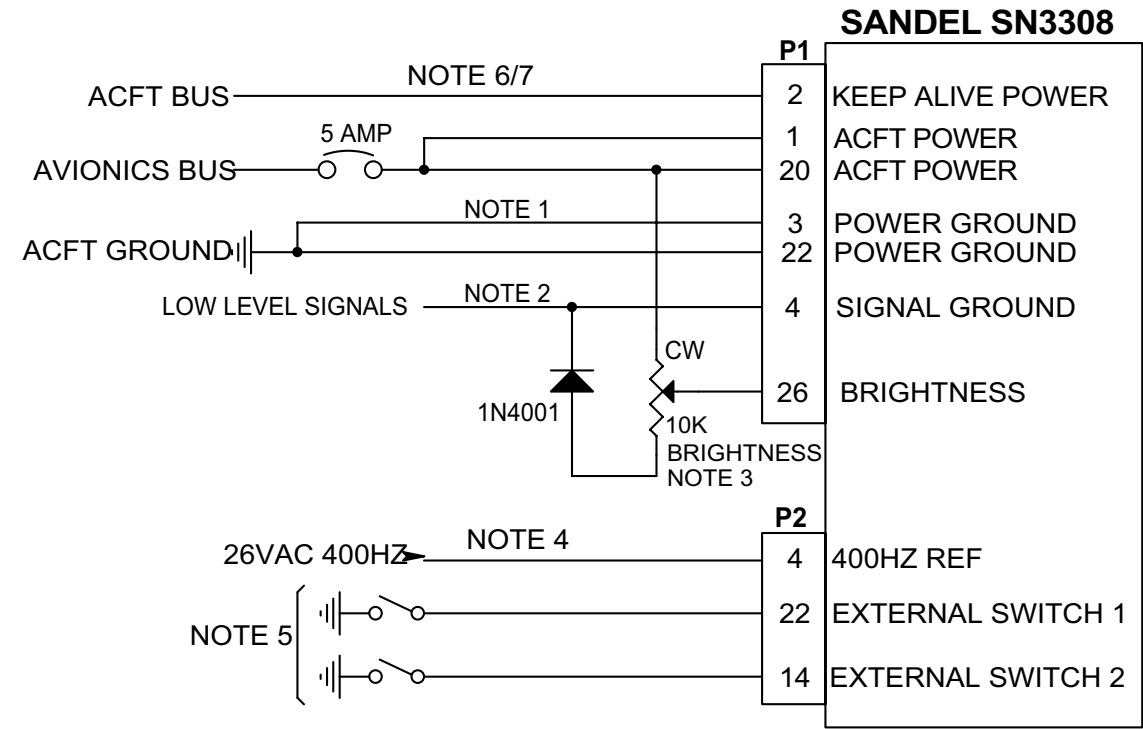 SANDEL SN3308
P1
ACFT BUS NOTE 6/7 2 KEEP ALIVE POWER
5 AMP 1 ACFT POWER
AVIONICS BUS 20 ACFT POWER
NOTE 1 3 POWER GROUND
ACFT GROUND 22 POWER GROUND
LOW LEVEL SIGNALS NOTE 2 4 SIGNAL GROUND
CW
1N4001 26 BRIGHTNESS
10K
BRIGHTNESS
NOTE 3
P2
26VAC 400HZ NOTE 4 4 400HZ REF
22 EXTERNAL SWITCH 1
NOTE 5
14 EXTERNAL SWITCH 2